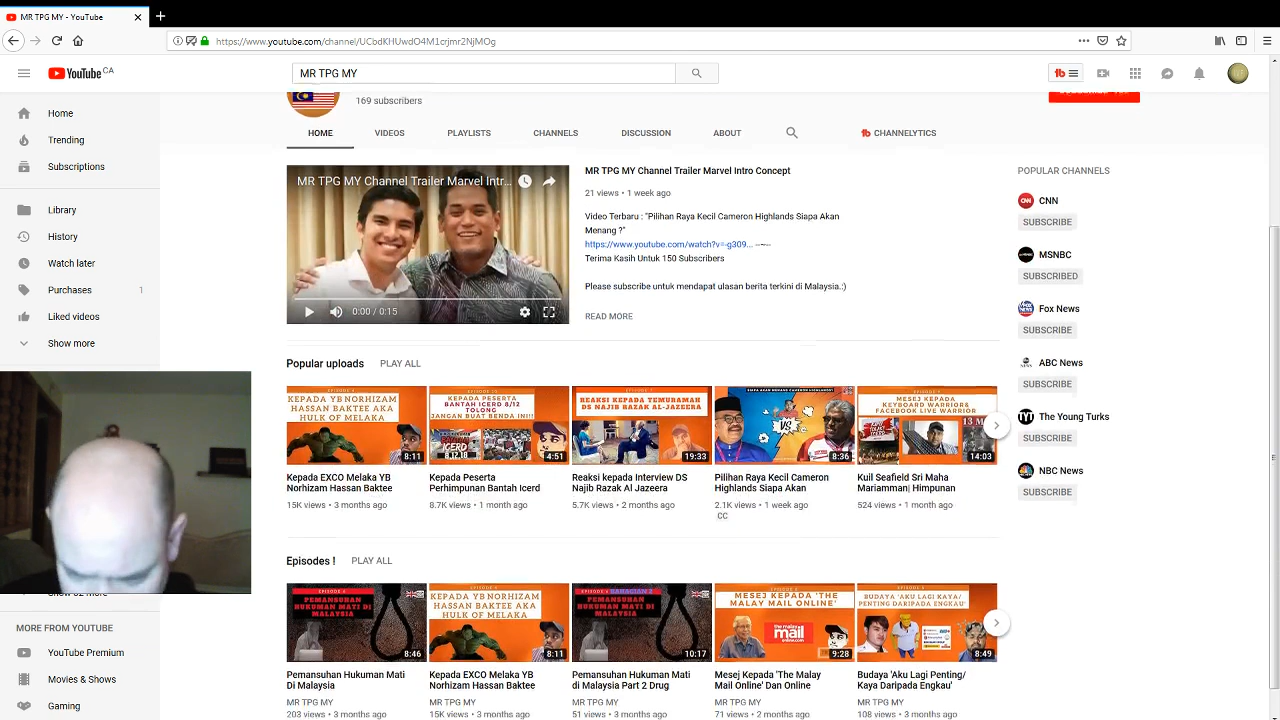 MR TPG MY - YouTube
https://www.youtube.com/channel/UCbdKHUwdO4M1crjmr2NjMOg
YouTube CA
MR TPG MY
169 subscribers
HOME
VIDEOS
PLAYLISTS
CHANNELS
DISCUSSION
ABOUT
CHANNELYTICS
Home
Trending
Subscriptions
Library
History
Watch later
Purchases 1
Liked videos
Show more
MORE FROM YOUTUBE
YouTube Premium
Movies & Shows
Gaming
MR TPG MY Channel Trailer Marvel Intr...
0:00 / 0:15
MR TPG MY Channel Trailer Marvel Intro Concept
21 views • 1 week ago
Video Terbaru : "Pilihan Raya Kecil Cameron Highlands Siapa Akan
Menang ?"
https://www.youtube.com/watch?v=-g309... --~--
Terima Kasih Untuk 150 Subscribers
Please subscribe untuk mendapat ulasan berita terkini di Malaysia.:)
READ MORE
POPULAR CHANNELS
CNN
SUBSCRIBE
MSNBC
SUBSCRIBED
Fox News
SUBSCRIBE
ABC News
SUBSCRIBE
The Young Turks
SUBSCRIBE
NBC News
SUBSCRIBE
Popular uploads PLAY ALL
KEPADA YB NORHIZAM
HASSAN BAKTEE AKA
HULK OF MELAKA
8:11
Kepada EXCO Melaka YB
Norhizam Hassan Baktee
15K views • 3 months ago
KEPADA PESERTA
BANTAH ICERD 8/12
TOLONG
JANGAN BUAT BENDA INI!!
4:51
Kepada Peserta
Perhimpunan Bantah Icerd
8.7K views • 1 month ago
REAKSI KEPADA TEMURAMAH
DS NAJIB RAZAK AL-JAZEERA
19:33
Reaksi kepada Interview DS
Najib Razak Al Jazeera
5.7K views • 2 months ago
SIAPA AKAN MENANG CAMERON HIGHLANDS?
VS
8:36
Pilihan Raya Kecil Cameron
Highlands Siapa Akan
2.1K views • 1 week ago
CC
MESEJ KEPADA
KEYBOARD WARRIOR&
FACEBOOK LIVE WARRIOR
14:03
Kuil Seafield Sri Maha
Mariamman| Himpunan
524 views • 1 month ago
Episodes ! PLAY ALL
PEMANSUHAN
HUKUMAN MATI DI
MALAYSIA
8:46
Pemansuhan Hukuman Mati
Di Malaysia
MR TPG MY
203 views • 3 months ago
KEPADA YB NORHIZAM
HASSAN BAKTEE AKA
HULK OF MELAKA
8:11
Kepada EXCO Melaka YB
Norhizam Hassan Baktee
MR TPG MY
15K views • 3 months ago
PEMANSUHAN
HUKUMAN MATI DI
MALAYSIA
10:17
Pemansuhan Hukuman Mati
di Malaysia Part 2 Drug
MR TPG MY
51 views • 3 months ago
MESEJ KEPADA 'THE
MALAY MAIL ONLINE'
the malay
mail
online.com
9:28
Mesej Kepada 'The Malay
Mail Online' Dan Online
MR TPG MY
71 views • 2 months ago
BUDAYA 'AKU LAGI KAYA/
PENTING DARIPADA ENGKAU'
8:49
Budaya 'Aku Lagi Penting/
Kaya Daripada Engkau'
MR TPG MY
108 views • 3 months ago